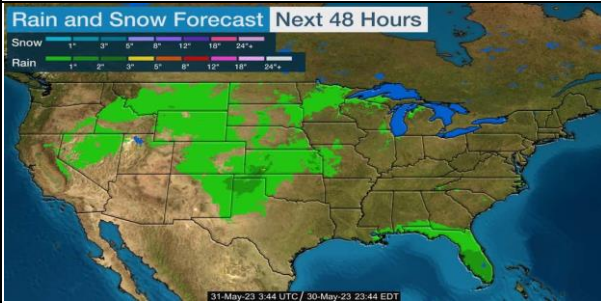 Rain and Snow Forecast Next 48 Hours
Snow 1" 3" 5" 8" 12" 18" 24"+
Rain 1" 2" 3" 5" 8" 12" 18" 24"+
31-May-23 3:44 UTC / 30-May-23 23:44 EDT